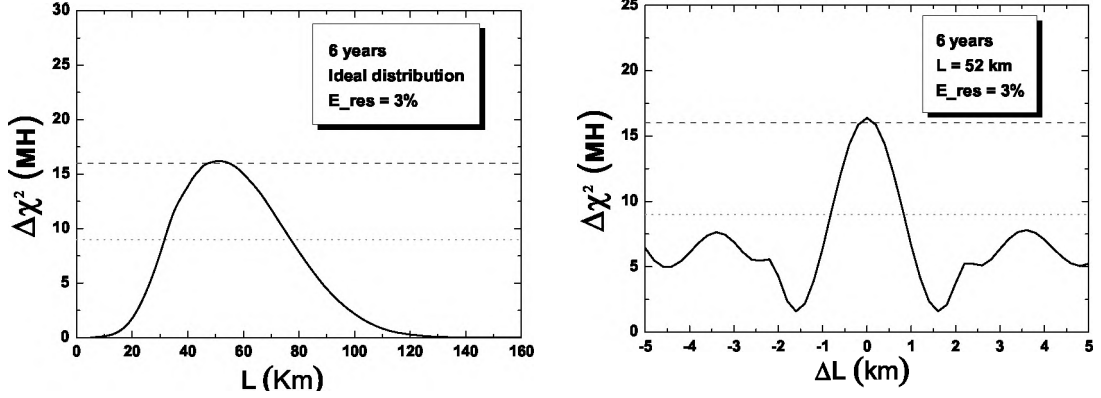 30
25
20
15
10
5
0
Δχ² (MH)
6 years
Ideal distribution
E_res = 3%
0 20 40 60 80 100 120 140 160
L (Km)
25
20
15
10
5
0
Δχ² (MH)
6 years
L = 52 km
E_res = 3%
-5 -4 -3 -2 -1 0 1 2 3 4 5
ΔL (km)